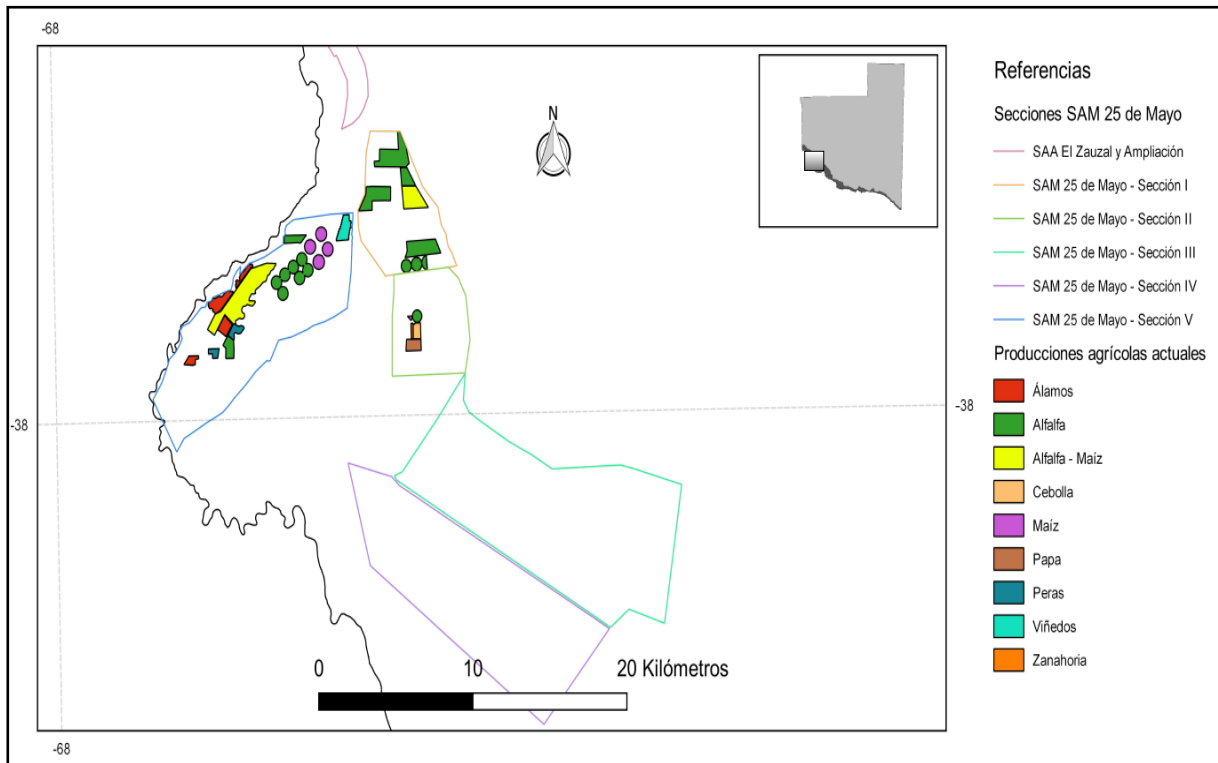 -68
N
-38
-38
0
10
20 Kilómetros
-68
Referencias
Secciones SAM 25 de Mayo
SAA El Zauzal y Ampliación
SAM 25 de Mayo - Sección I
SAM 25 de Mayo - Sección II
SAM 25 de Mayo - Sección III
SAM 25 de Mayo - Sección IV
SAM 25 de Mayo - Sección V
Producciones agrícolas actuales
Álamos
Alfalfa
Alfalfa - Maíz
Cebolla
Maíz
Papa
Peras
Viñedos
Zanahoria